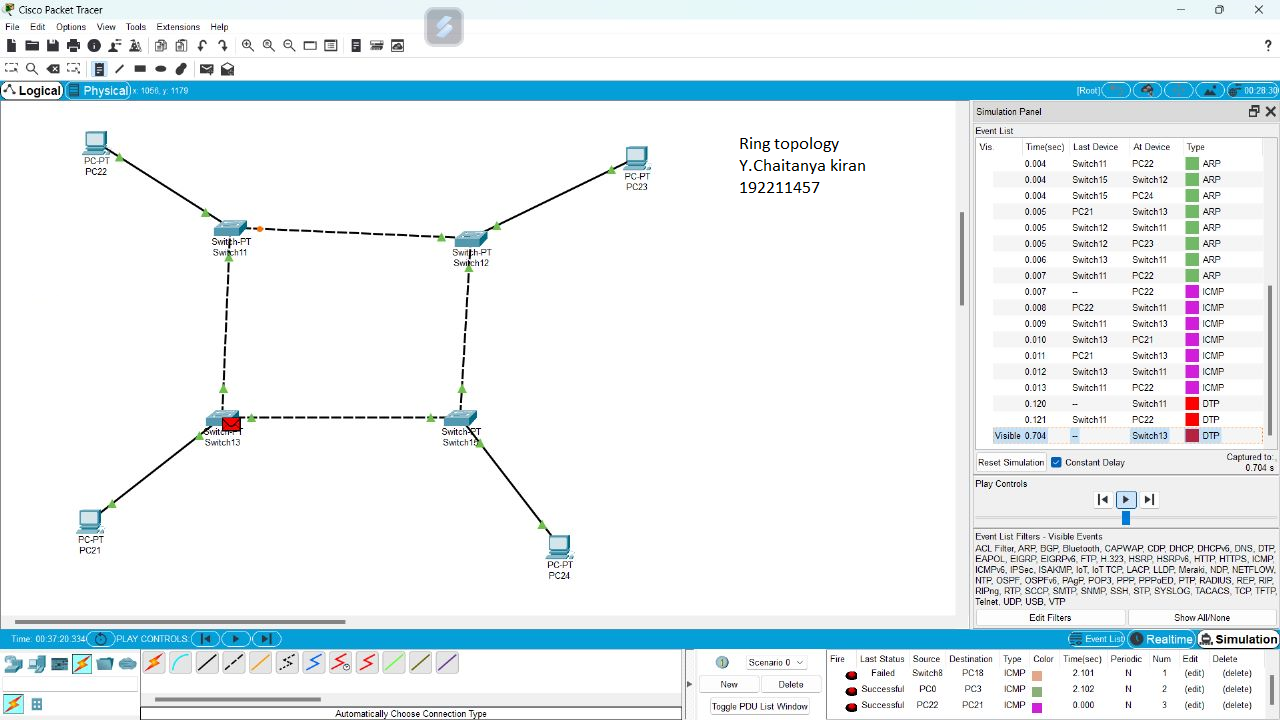 Cisco Packet Tracer
File Edit Options View Tools Extensions Help
Logical Physical x: 1056, y: 1179 [Root] 00:28:30
PC-PT
PC22
PC-PT
PC23
Ring topology
Y.Chaitanya kiran
192211457
Switch-PT
Switch11
Switch-PT
Switch12
Switch-PT
Switch13
Switch-PT
Switch15
PC-PT
PC21
PC-PT
PC24
Simulation Panel
Event List
Vis. Time(sec) Last Device At Device Type
0.004 Switch11 PC22 ARP
0.004 Switch15 Switch12 ARP
0.004 Switch15 PC24 ARP
0.005 PC21 Switch13 ARP
0.005 Switch12 Switch11 ARP
0.005 Switch12 PC23 ARP
0.006 Switch13 Switch11 ARP
0.007 Switch11 PC22 ARP
0.007 -- PC22 ICMP
0.008 PC22 Switch11 ICMP
0.009 Switch11 Switch13 ICMP
0.010 Switch13 PC21 ICMP
0.011 PC21 Switch13 ICMP
0.012 Switch13 Switch11 ICMP
0.013 Switch11 PC22 ICMP
0.120 -- Switch11 DTP
0.121 Switch11 PC22 DTP
Visible 0.704 -- Switch13 DTP
Reset Simulation Constant Delay Captured to:
0.704 s
Play Controls
Event List Filters - Visible Events
ACL Filter, ARP, BGP, Bluetooth, CAPWAP, CDP, DHCP, DHCPv6, DNS, DTP,
EAPOL, EIGRP, EIGRPv6, FTP, H.323, HSRP, HSRPv6, HTTP, HTTPS, ICMP,
ICMPv6, IPSec, ISAKMP, IoT, IoT TCP, LACP, LLDP, Meraki, NDP, NETFLOW,
NTP, OSPF, OSPFv6, PAgP, POP3, PPP, PPPoED, PTP, RADIUS, REP, RIP,
RIPng, RTP, SCCP, SMTP, SNMP, SSH, STP, SYSLOG, TACACS, TCP, TFTP,
Telnet, UDP, USB, VTP
Edit Filters Show All/None
Time: 00:37:20.334 PLAY CONTROLS: Event List Realtime Simulation
Automatically Choose Connection Type
Scenario 0
New Delete
Toggle PDU List Window
Fire Last Status Source Destination Type Color Time(sec) Periodic Num Edit Delete
Failed Switch8 PC18 ICMP 2.101 N 1 (edit) (delete)
Successful PC0 PC3 ICMP 2.102 N 2 (edit) (delete)
Successful PC22 PC21 ICMP 0.000 N 3 (edit) (delete)